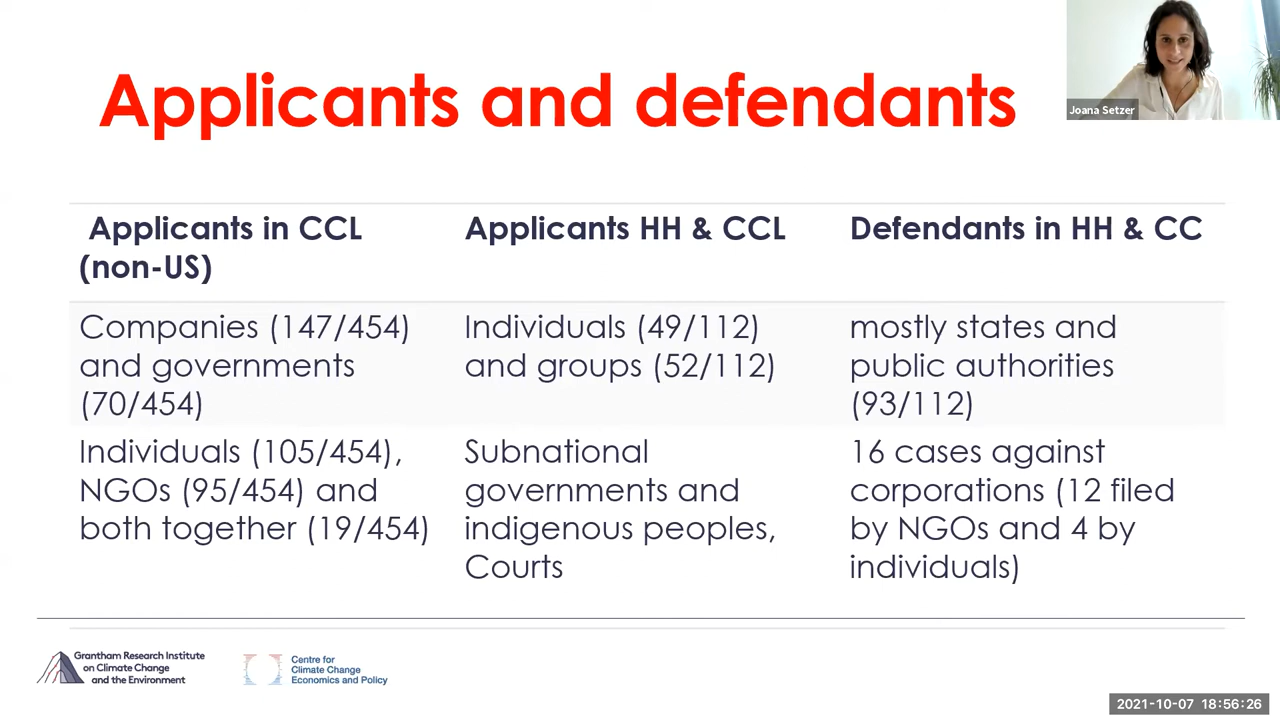 Applicants and defendants
Joana Setzer
Applicants in CCL
(non-US)
Applicants HH & CCL
Defendants in HH & CC
Companies (147/454)
and governments
(70/454)
Individuals (49/112)
and groups (52/112)
mostly states and
public authorities
(93/112)
Individuals (105/454),
NGOs (95/454) and
both together (19/454)
Subnational
governments and
indigenous peoples,
Courts
16 cases against
corporations (12 filed
by NGOs and 4 by
individuals)
Grantham Research Institute
on Climate Change
and the Environment
Centre for
Climate Change
Economics and Policy
2021-10-07 18:56:26